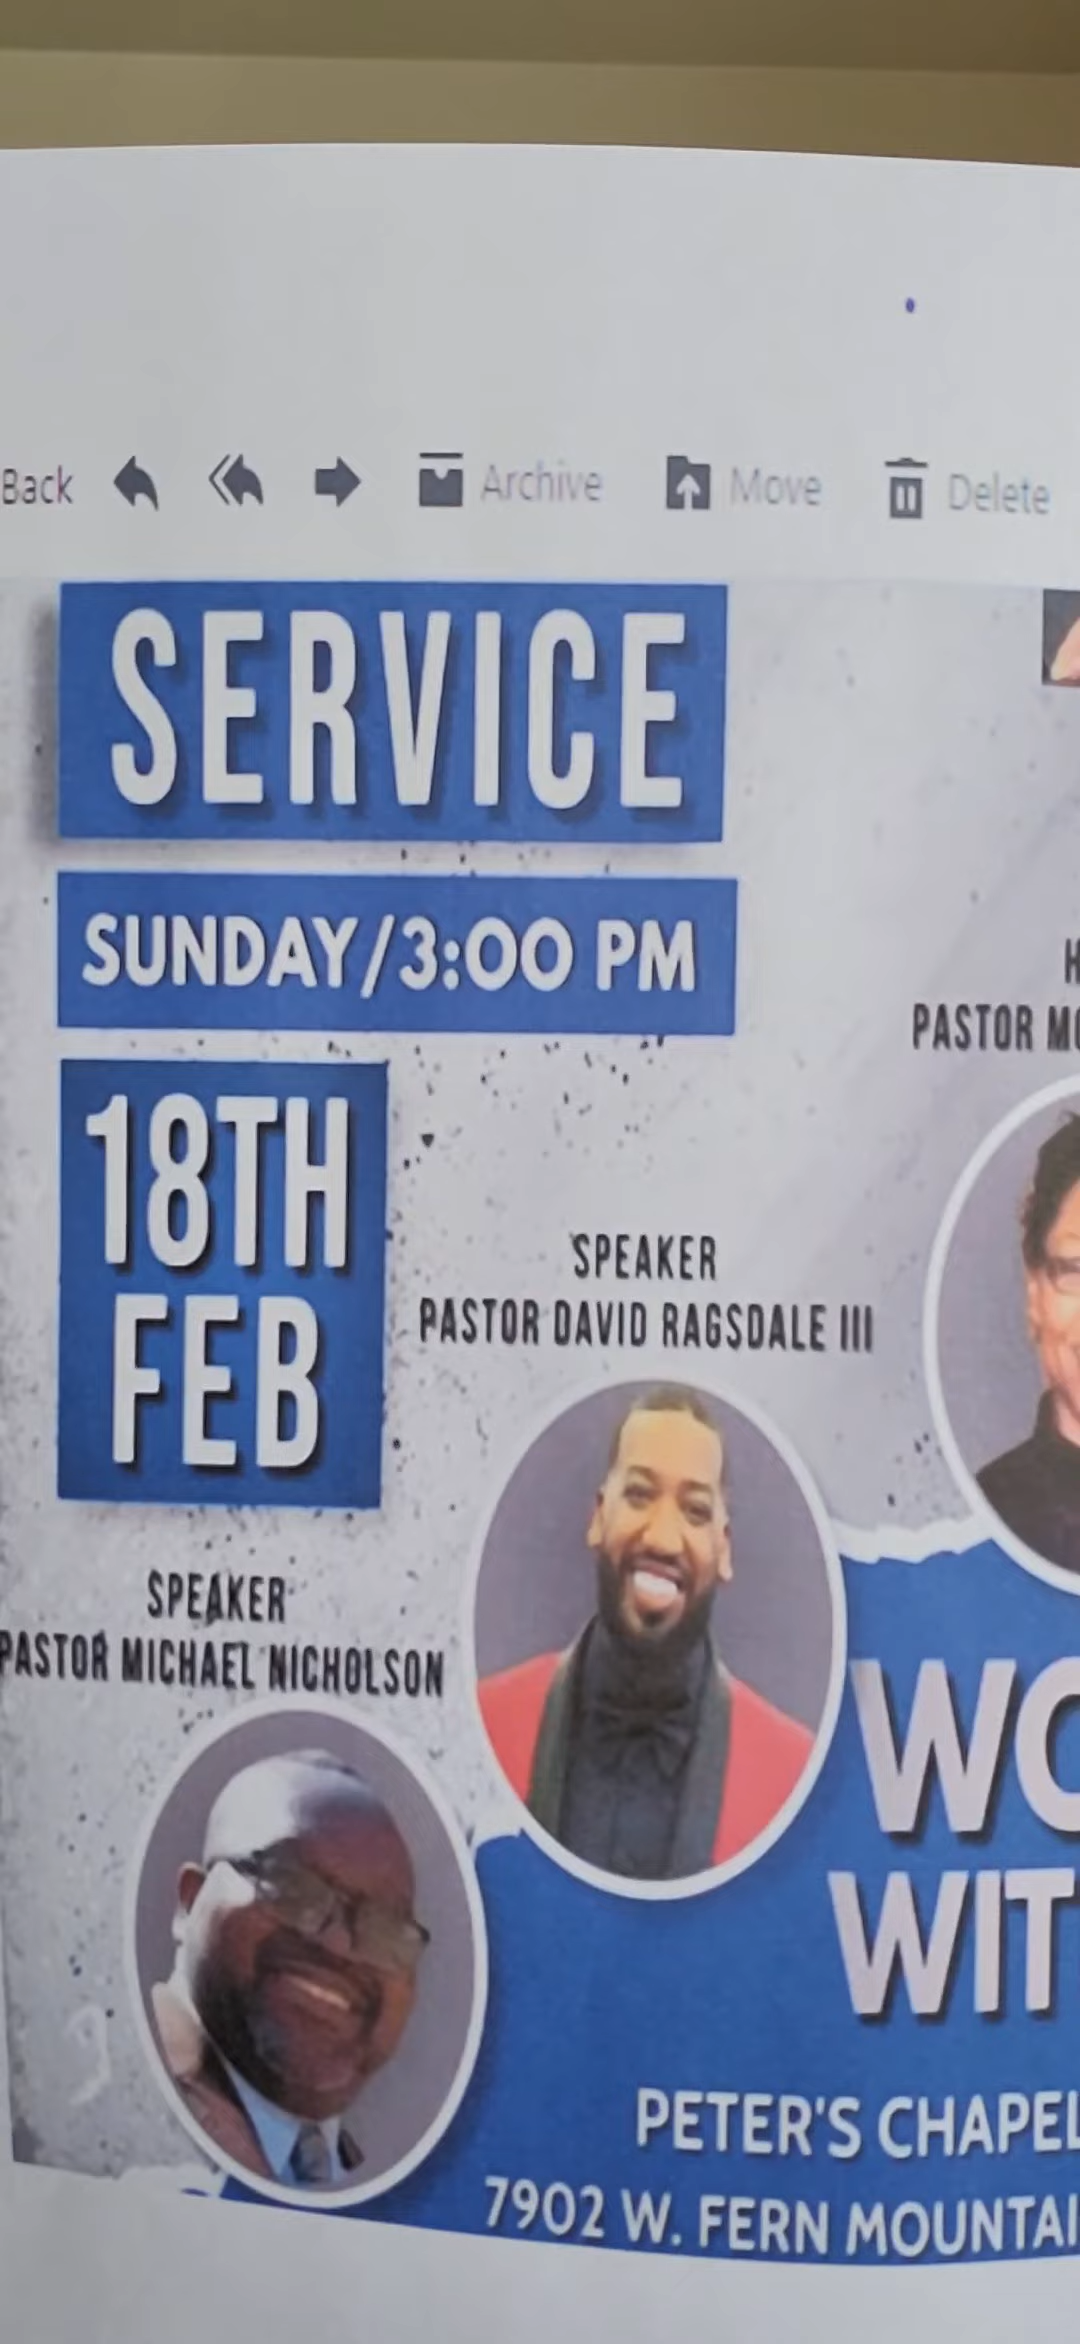 Back Archive Move Delete
SERVICE
SUNDAY/3:00 PM
18TH
FEB
PASTOR
SPEAKER
PASTOR DAVID RAGSDALE III
SPEAKER
PASTOR MICHAEL NICHOLSON
PETER'S CHAPEL
7902 W. FERN